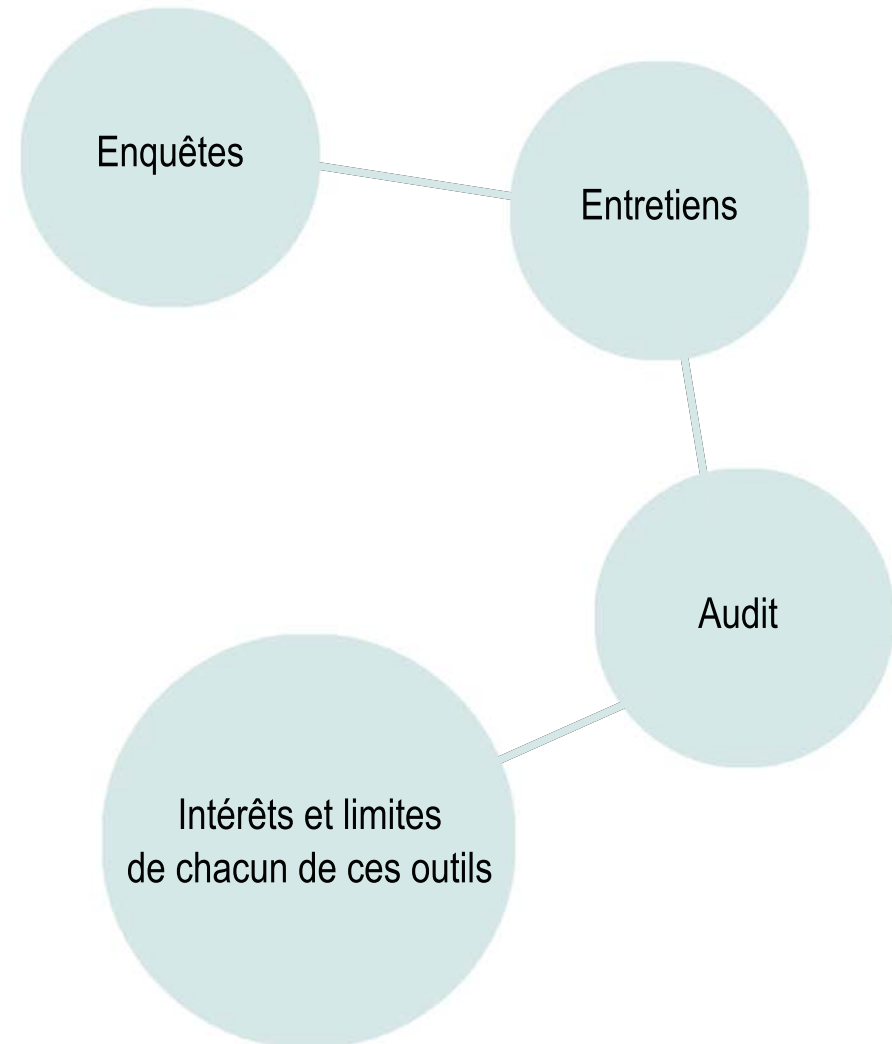 Enquêtes
Entretiens
Audit
Intérêts et limites
de chacun de ces outils